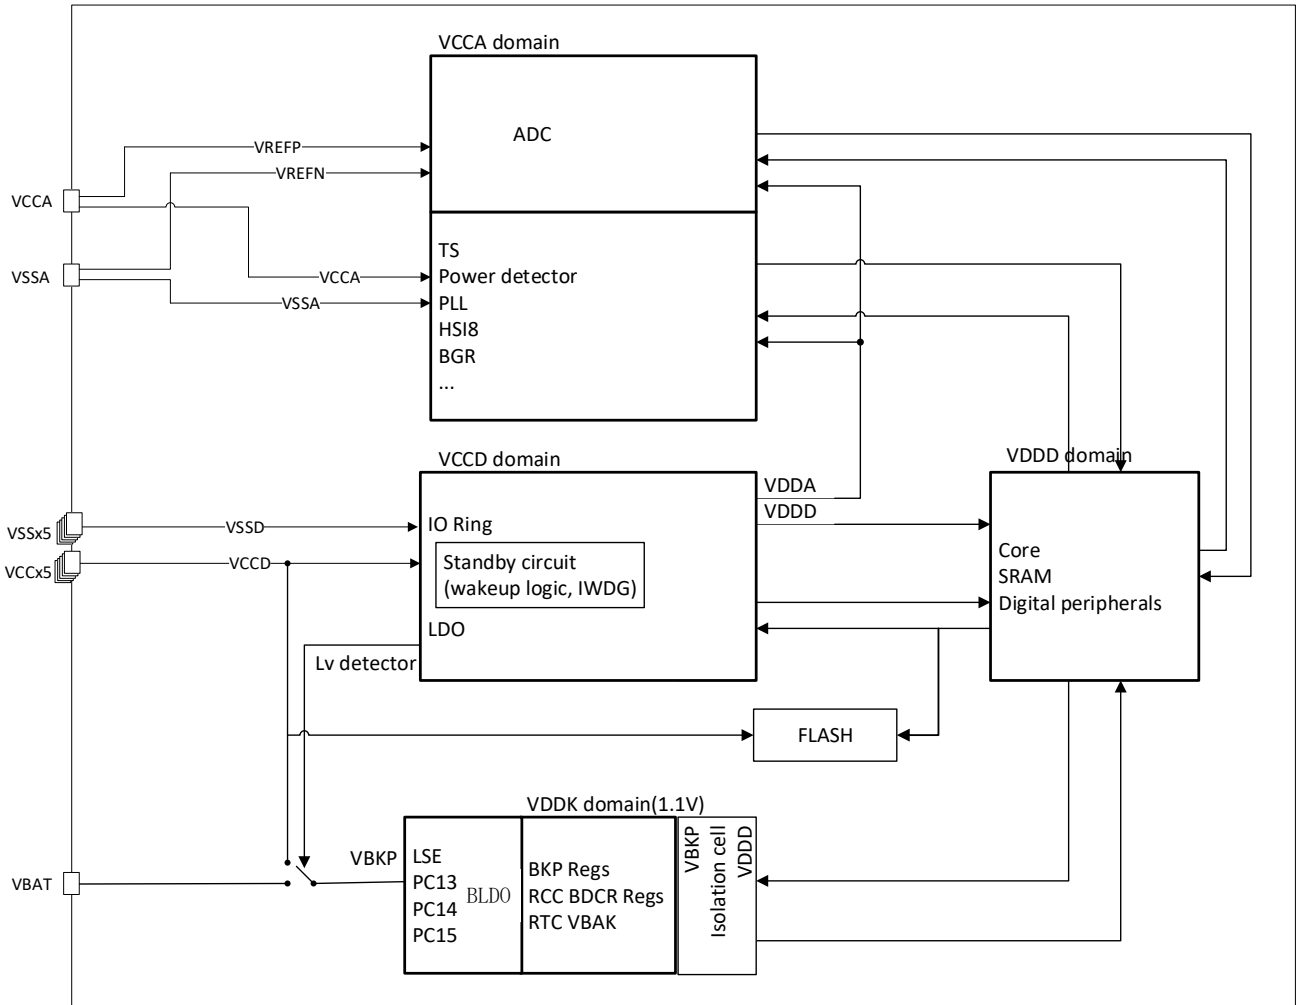 VCCA domain
ADC
VREFP
VREFN
VCCA
VSSA
TS
VCCA
Power detector
VSSA
PLL
HSI8
BGR
...
VCCD domain
VDDD domain
VDDA
VDDD
VSSx5
VSSD
IO Ring
VCCx5
VCCD
Standby circuit
(wakeup logic, IWDG)
LDO
Lv detector
Core
SRAM
Digital peripherals
FLASH
VDDK domain(1.1V)
VBAT
VBKP
LSE
PC13
PC14
PC15
BLDO
BKP Regs
RCC BDCR Regs
RTC VBAK
VBKP
Isolation cell
VDDD